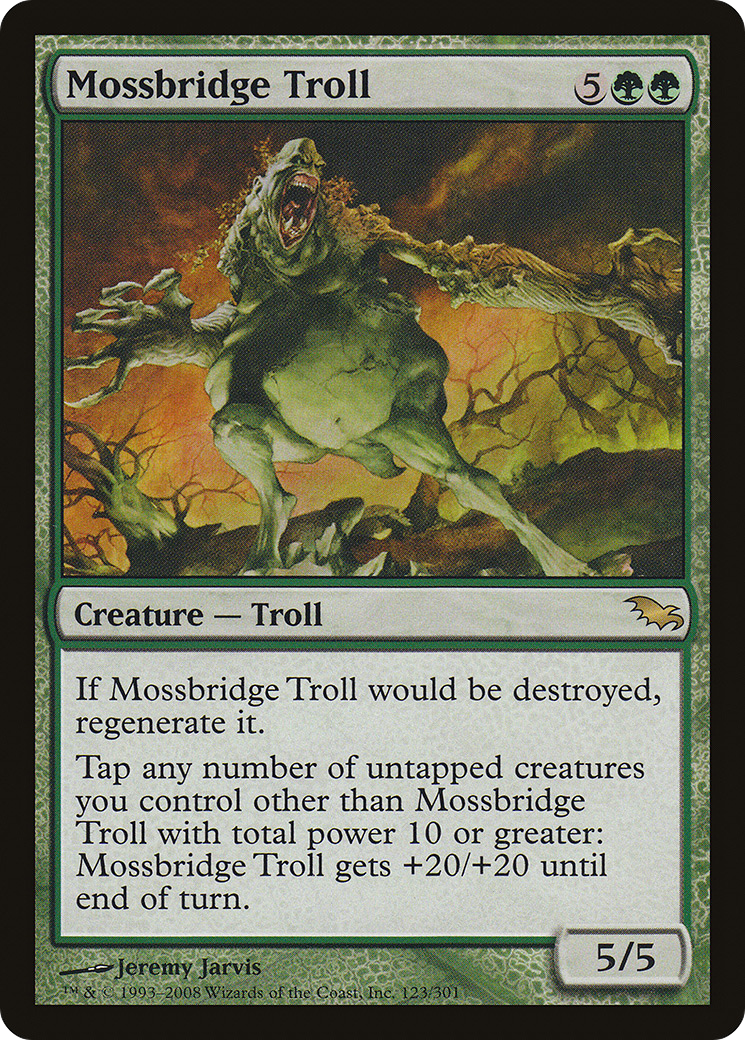 Mossbridge Troll 5
Creature — Troll
If Mossbridge Troll would be destroyed,
regenerate it.
Tap any number of untapped creatures
you control other than Mossbridge
Troll with total power 10 or greater:
Mossbridge Troll gets +20/+20 until
end of turn.
5/5
Jeremy Jarvis
™ & © 1993–2008 Wizards of the Coast, Inc. 123/301